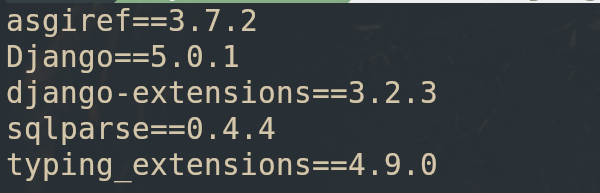 asgiref==3.7.2
Django==5.0.1
django-extensions==3.2.3
sqlparse==0.4.4
typing_extensions==4.9.0